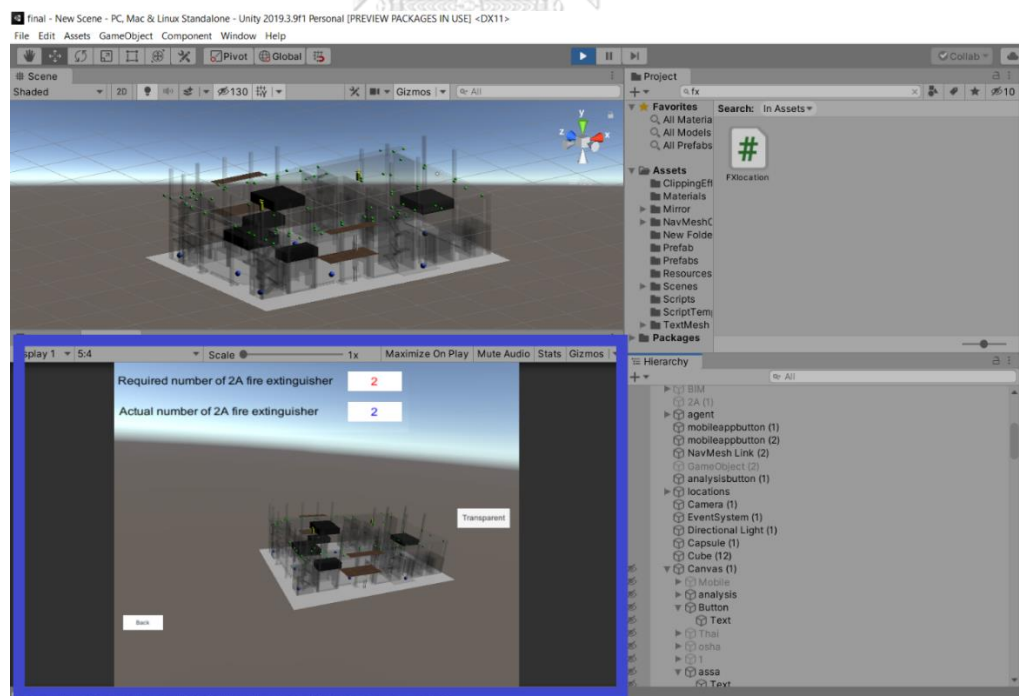 final - New Scene - PC, Mac & Linux Standalone - Unity 2019.3.9f1 Personal [PREVIEW PACKAGES IN USE] <DX11>
File Edit Assets GameObject Component Window Help
Pivot Global Collab
Scene
Shaded 2D 130 Gizmos All
y
z x
Project
fx 10
Favorites
All Materia
All Models
All Prefabs
Search: In Assets
#
FXlocation
Assets
ClippingEff
Materials
Mirror
NavMeshC
New Folde
Prefab
Prefabs
Resources
Scenes
Scripts
ScriptTem
TextMesh
Packages
splay 1 5:4 Scale 1x Maximize On Play Mute Audio Stats Gizmos
Required number of 2A fire extinguisher 2
Actual number of 2A fire extinguisher 2
Transparent
Back
Hierarchy
All
BIM
2A (1)
agent
mobileappbutton (1)
mobileappbutton (2)
NavMesh Link (2)
GameObject (2)
analysisbutton (1)
locations
Camera (1)
EventSystem (1)
Directional Light (1)
Capsule (1)
Cube (12)
Canvas (1)
Moblie
analysis
Button
Text
Thai
osha
1
assa
Text